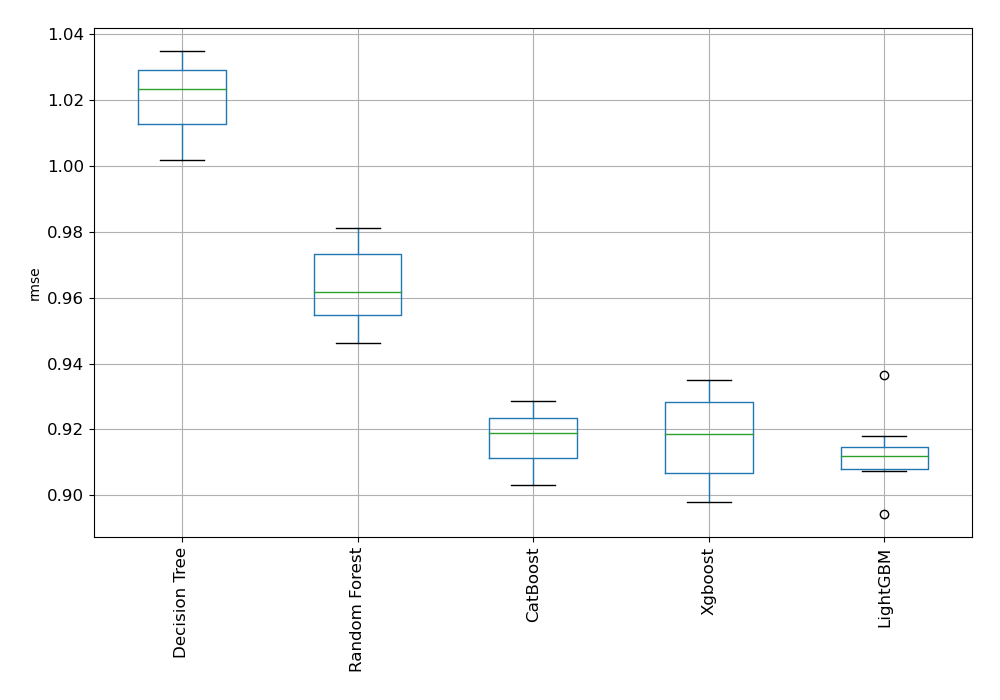 1.04
1.02
1.00
0.98
0.96
0.94
0.92
0.90
rmse
Decision Tree
Random Forest
CatBoost
Xgboost
LightGBM